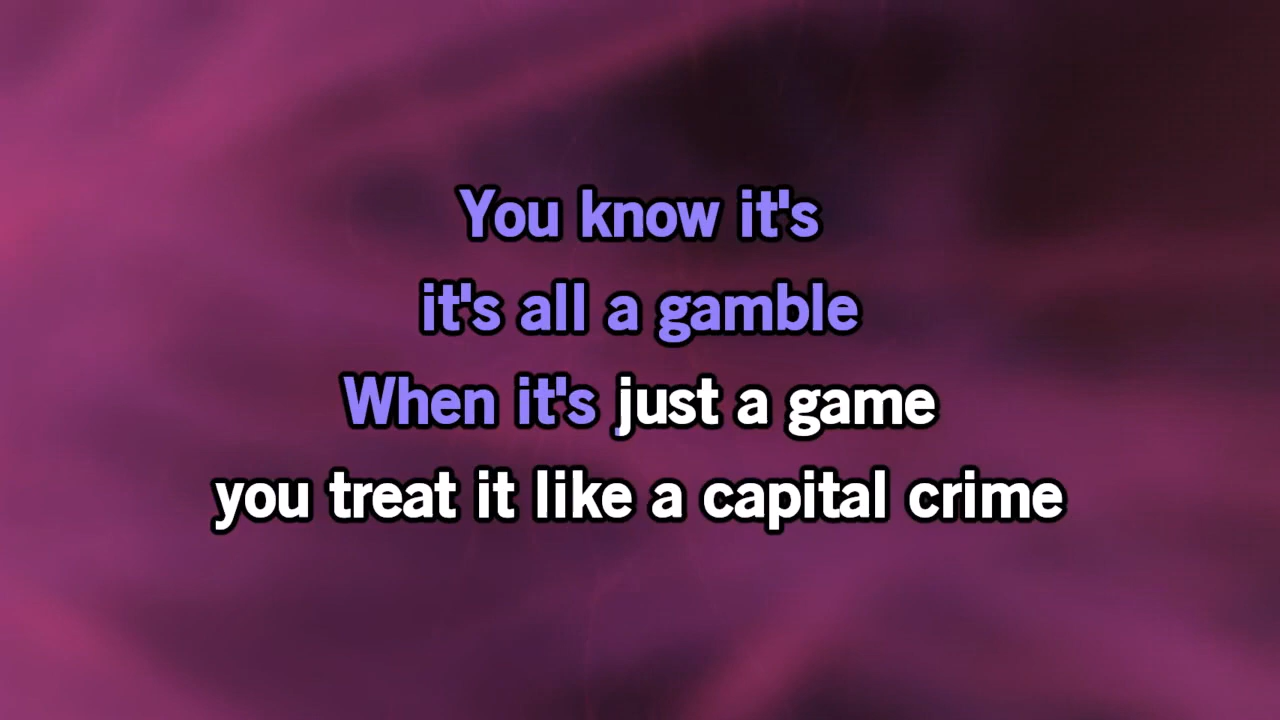 You know it's
it's all a gamble
When it's just a game
you treat it like a capital crime